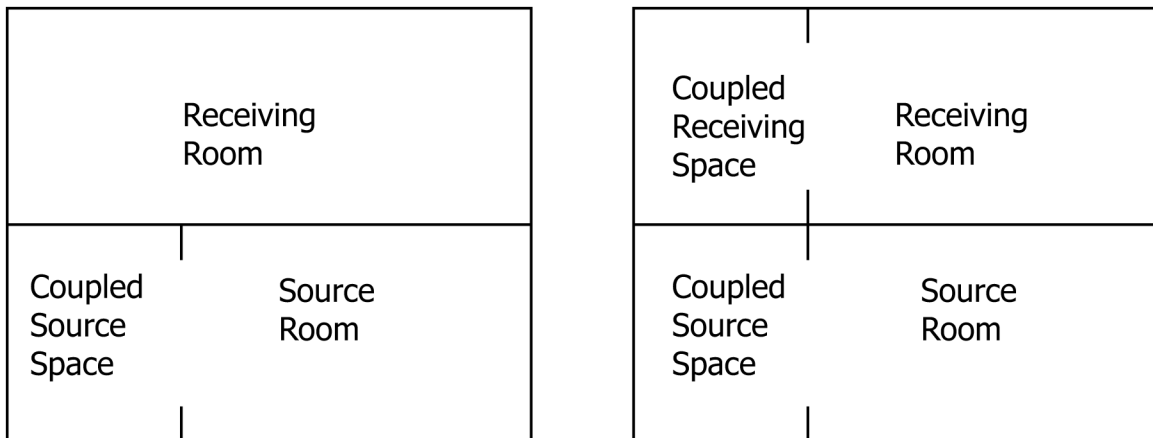 Receiving
Room
Coupled
Source
Space
Source
Room
Coupled
Receiving
Space
Receiving
Room
Coupled
Source
Space
Source
Room